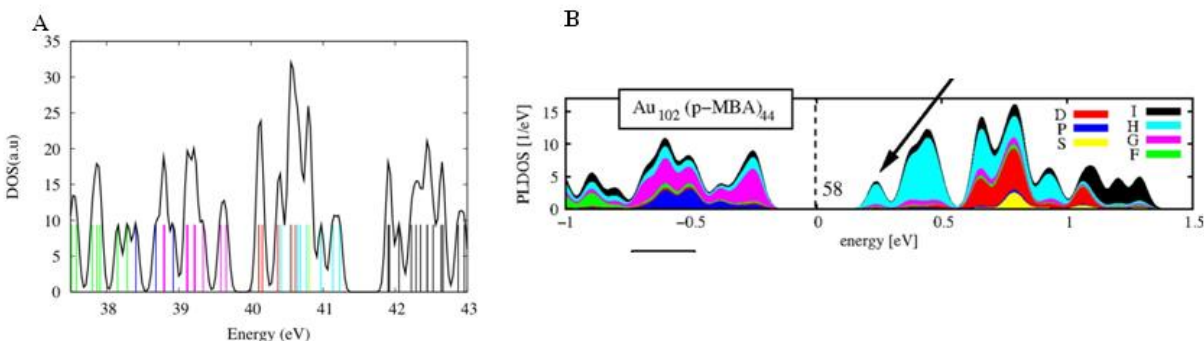 A
35
30
25
20
15
10
5
0
DOS(a.u)
38
39
40
41
42
43
Energy (eV)
B
Au102(p-MBA)44
15
10
5
0
PLDOS [1/eV]
58
D
P
S
I
H
G
F
-1
-0.5
0
0.5
1
1.5
energy [eV]